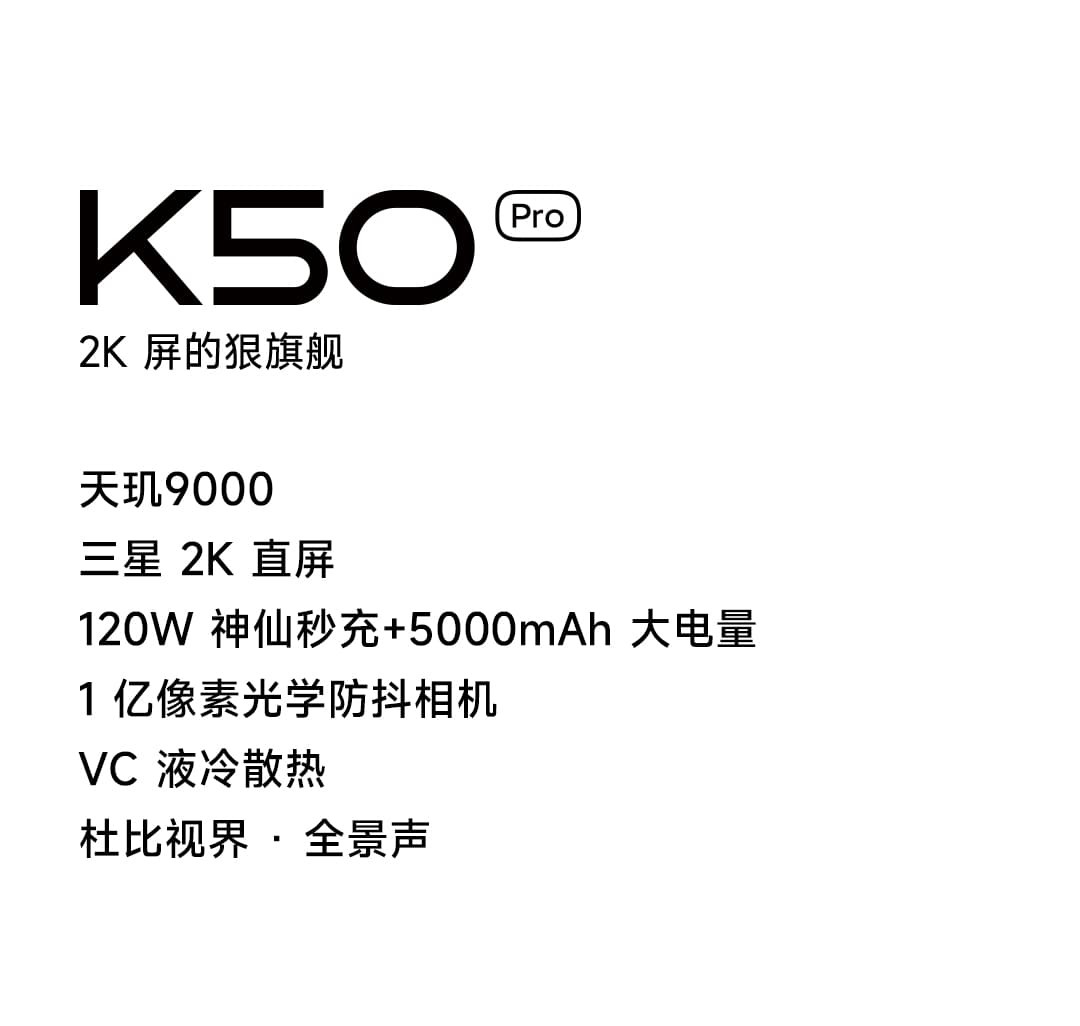 K50 Pro
2K 屏的狠旗舰
天玑9000
三星 2K 直屏
120W 神仙秒充+5000mAh 大电量
1 亿像素光学防抖相机
VC 液冷散热
杜比视界 · 全景声